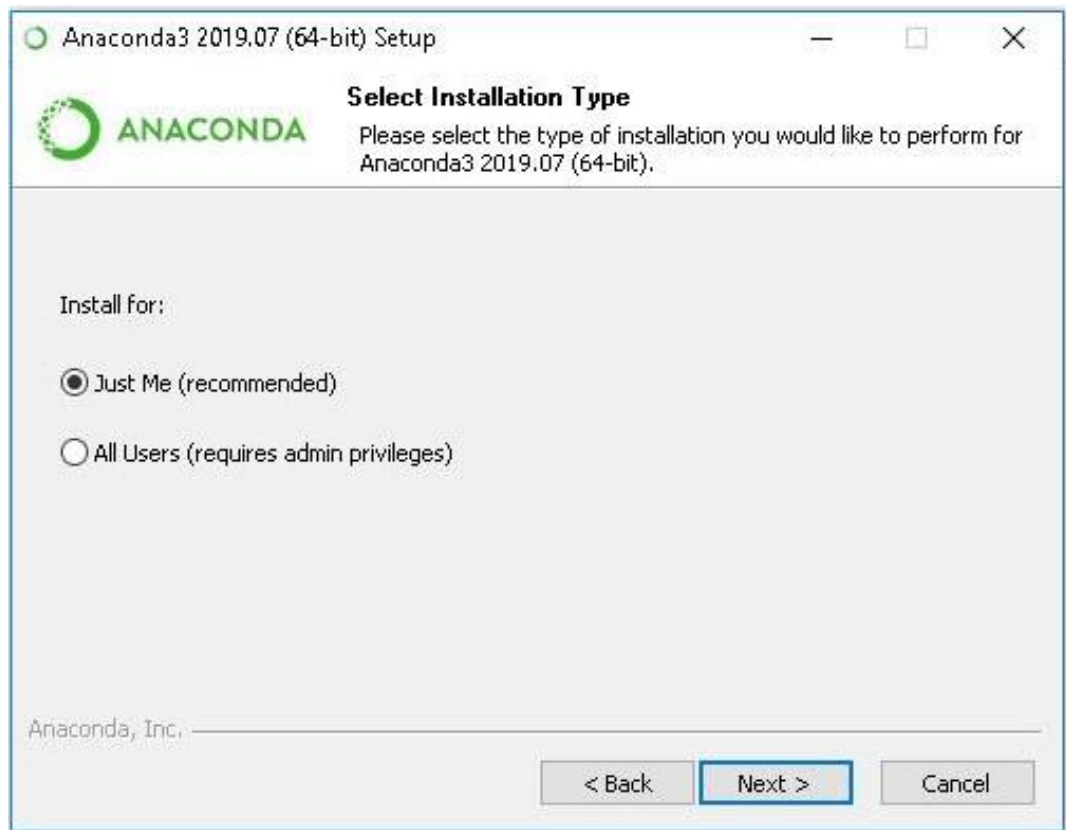 Anaconda3 2019.07 (64-bit) Setup
ANACONDA
Select Installation Type
Please select the type of installation you would like to perform for
Anaconda3 2019.07 (64-bit).
Install for:
Just Me (recommended)
All Users (requires admin privileges)
Anaconda, Inc.
< Back Next > Cancel